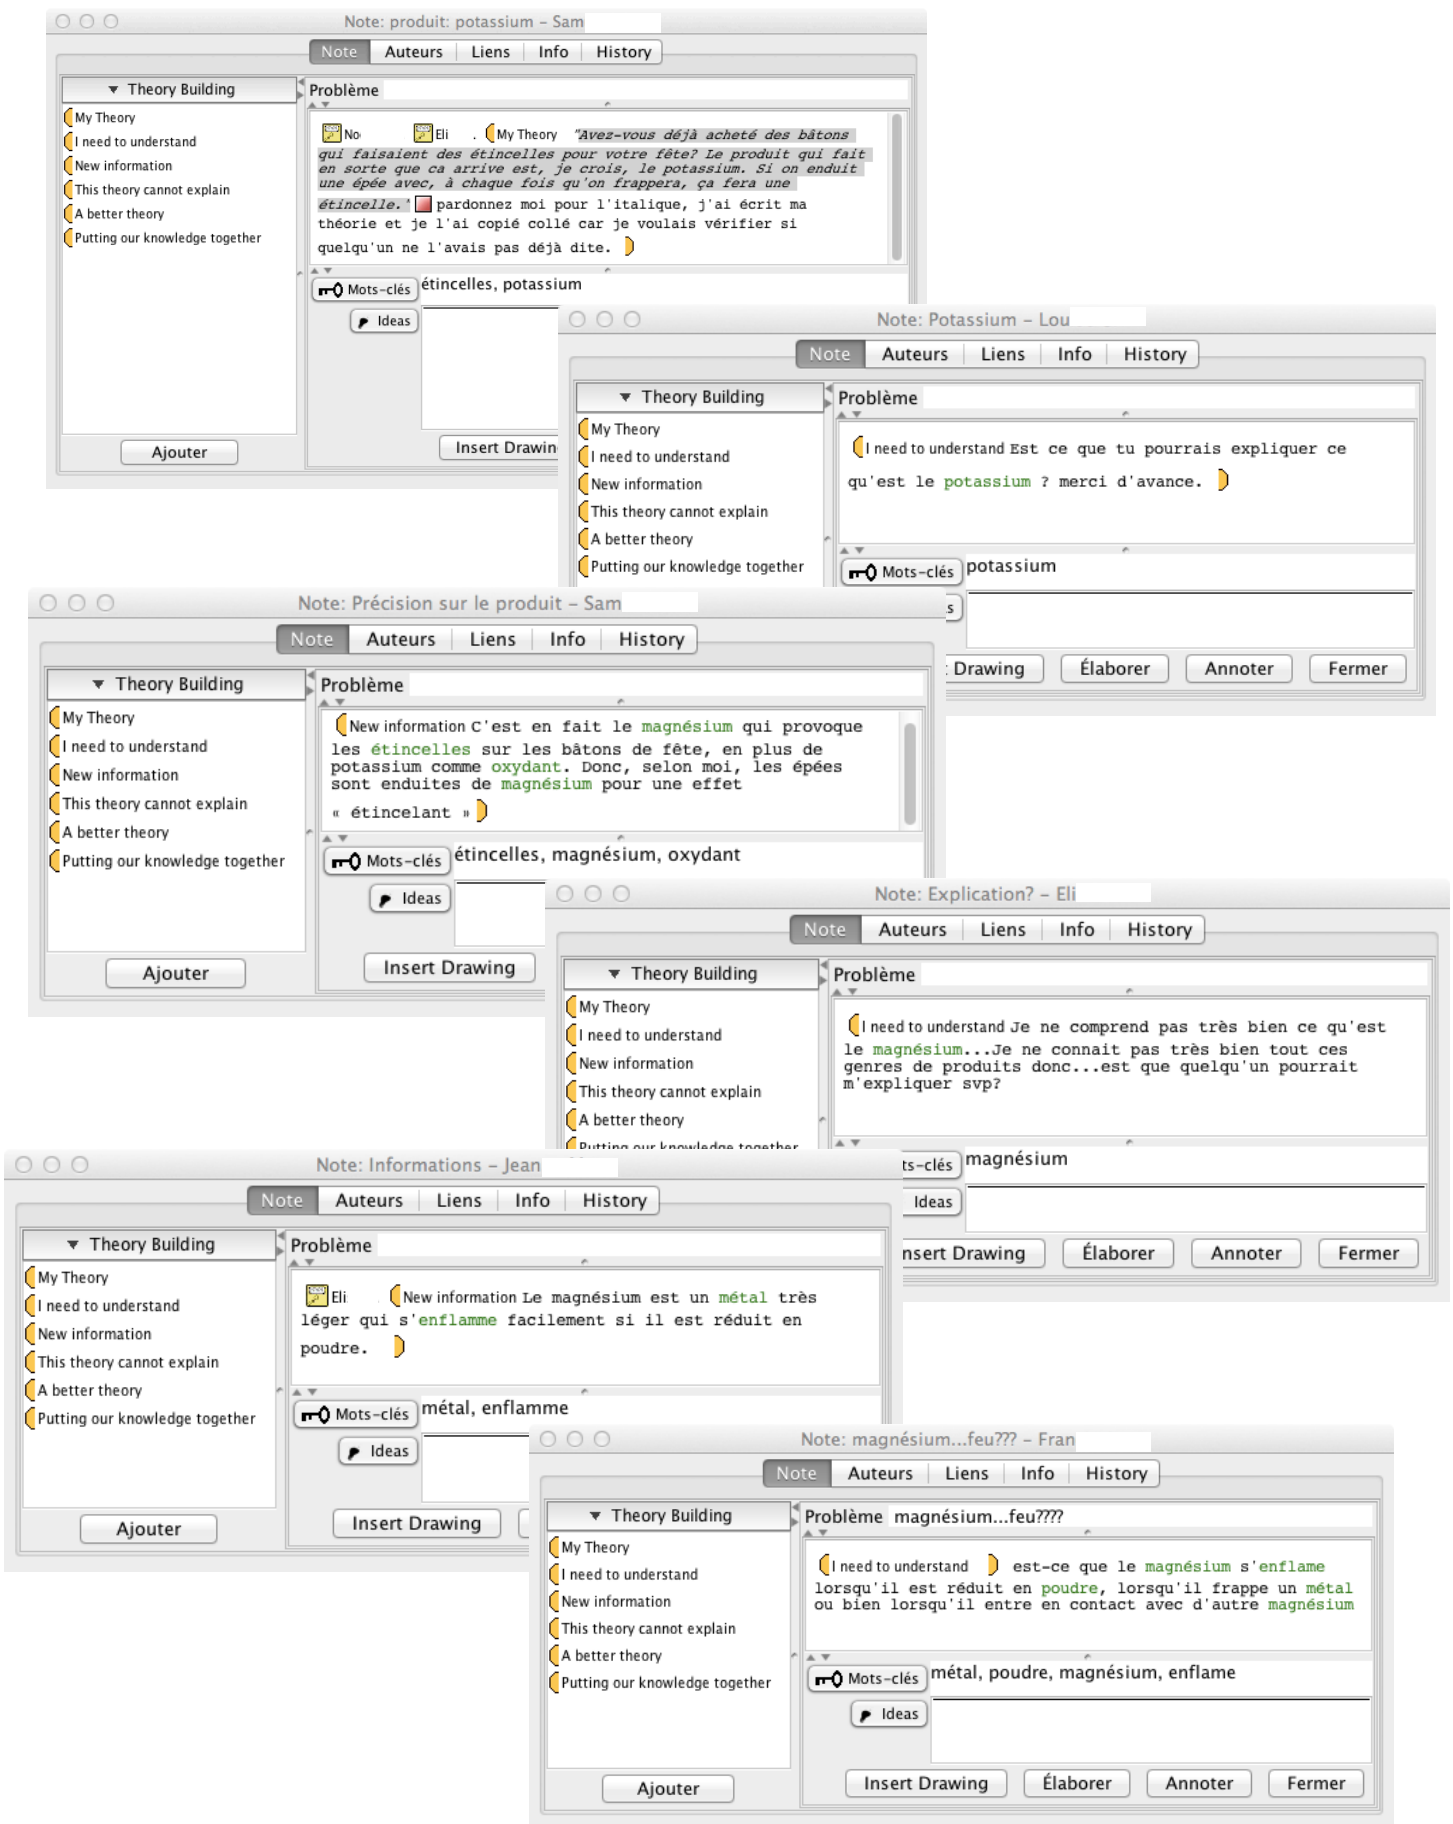 Note: produit: potassium – Sam
Note Auteurs Liens Info History
Theory Building
My Theory
I need to understand
New information
This theory cannot explain
A better theory
Putting our knowledge together
Ajouter
Problème
No Eli . My Theory "Avez-vous déjà acheté des bâtons
qui faisaient des étincelles pour votre fête? Le produit qui fait
en sorte que ca arrive est, je crois, le potassium. Si on enduit
une épée avec, à chaque fois qu'on frappera, ça fera une
étincelle." pardonnez moi pour l'italique, j'ai écrit ma
théorie et je l'ai copié collé car je voulais vérifier si
quelqu'un ne l'avais pas déjà dite.
Mots-clés étincelles, potassium
Ideas
Insert Drawin
Note: Potassium – Lou
Note Auteurs Liens Info History
Theory Building
My Theory
I need to understand
New information
This theory cannot explain
A better theory
Putting our knowledge together
Problème
I need to understand Est ce que tu pourrais expliquer ce
qu'est le potassium ? merci d'avance.
Mots-clés potassium
s
Drawing Élaborer Annoter Fermer
Note: Précision sur le produit – Sam
Note Auteurs Liens Info History
Theory Building
My Theory
I need to understand
New information
This theory cannot explain
A better theory
Putting our knowledge together
Ajouter
Problème
New information C'est en fait le magnésium qui provoque
les étincelles sur les bâtons de fête, en plus de
potassium comme oxydant. Donc, selon moi, les épées
sont enduites de magnésium pour une effet
« étincelant »
Mots-clés étincelles, magnésium, oxydant
Ideas
Insert Drawing
Note: Explication? – Eli
Note Auteurs Liens Info History
Theory Building
My Theory
I need to understand
New information
This theory cannot explain
A better theory
Putting our knowledge together
Problème
I need to understand Je ne comprend pas très bien ce qu'est
le magnésium...Je ne connait pas très bien tout ces
genres de produits donc...est que quelqu'un pourrait
m'expliquer svp?
ts-clés magnésium
Ideas
nsert Drawing Élaborer Annoter Fermer
Note: Informations – Jean
Note Auteurs Liens Info History
Theory Building
My Theory
I need to understand
New information
This theory cannot explain
A better theory
Putting our knowledge together
Ajouter
Problème
Eli New information Le magnésium est un métal très
léger qui s'enflamme facilement si il est réduit en
poudre.
Mots-clés métal, enflamme
Ideas
Insert Drawing
Note: magnésium...feu??? – Fran
Note Auteurs Liens Info History
Theory Building
My Theory
I need to understand
New information
This theory cannot explain
A better theory
Putting our knowledge together
Ajouter
Problème magnésium...feu????
I need to understand est-ce que le magnésium s'enflame
lorsqu'il est réduit en poudre, lorsqu'il frappe un métal
ou bien lorsqu'il entre en contact avec d'autre magnésium
Mots-clés métal, poudre, magnésium, enflame
Ideas
Insert Drawing Élaborer Annoter Fermer